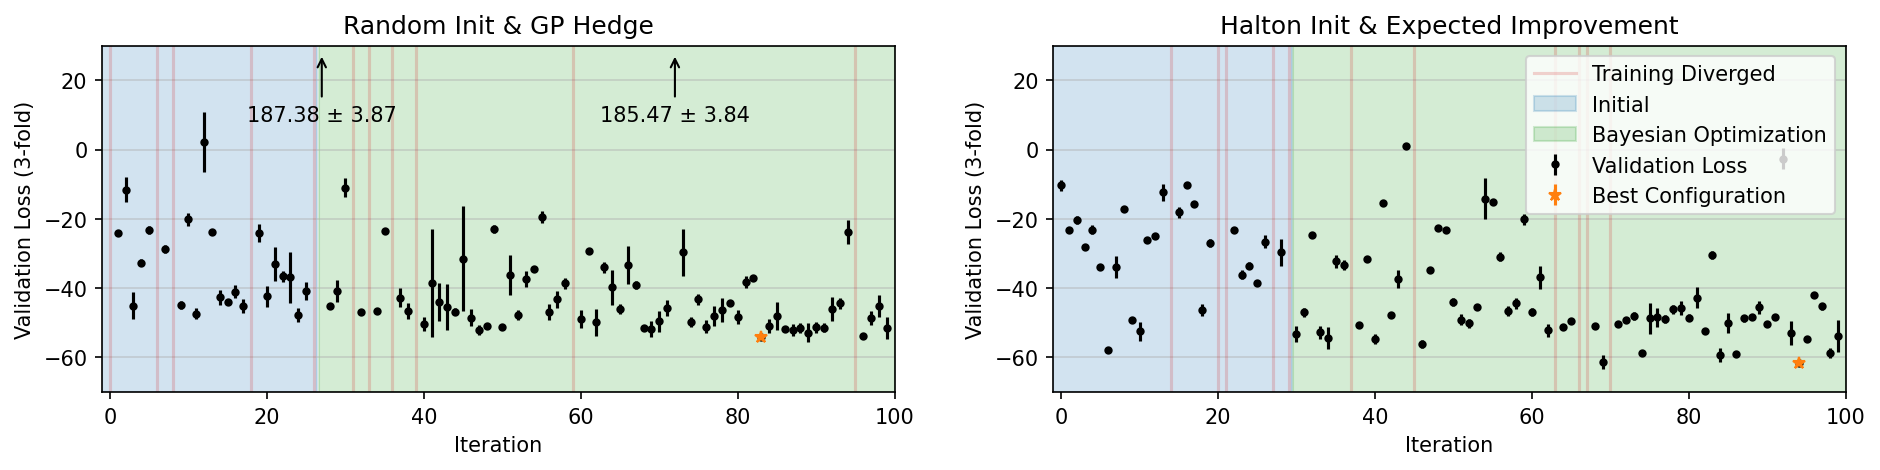 Random Init & GP Hedge
Validation Loss (3-fold)
20
0
−20
−40
−60
187.38 ± 3.87
185.47 ± 3.84
0
20
40
60
80
100
Iteration
Halton Init & Expected Improvement
Validation Loss (3-fold)
20
0
−20
−40
−60
Training Diverged
Initial
Bayesian Optimization
Validation Loss
Best Configuration
0
20
40
60
80
100
Iteration